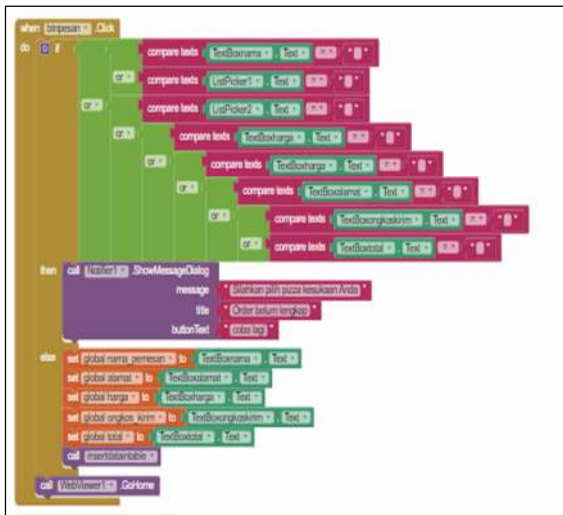 when btnpesan .Click
do if compare texts TextBoxnama . Text = " "
or compare texts ListPicker1 . Text = " "
or compare texts ListPicker2 . Text = " "
or compare texts TextBoxharga . Text = " "
or compare texts TextBoxharga . Text = " "
or compare texts TextBoxalamat . Text = " "
or compare texts TextBoxongkoskirim . Text = " "
or compare texts TextBoxtotal . Text = " "
then call Notifier1 .ShowMessageDialog
message " Silahkan pilih pizza kesukaan Anda "
title " Order belum lengkap "
buttonText " coba lagi "
else set global nama_pemesan to TextBoxnama . Text
set global alamat to TextBoxalamat . Text
set global harga to TextBoxharga . Text
set global ongkos_kirim to TextBoxongkoskirim . Text
set global total to TextBoxtotal . Text
call insertdataintable
call WebViewer1 .GoHome